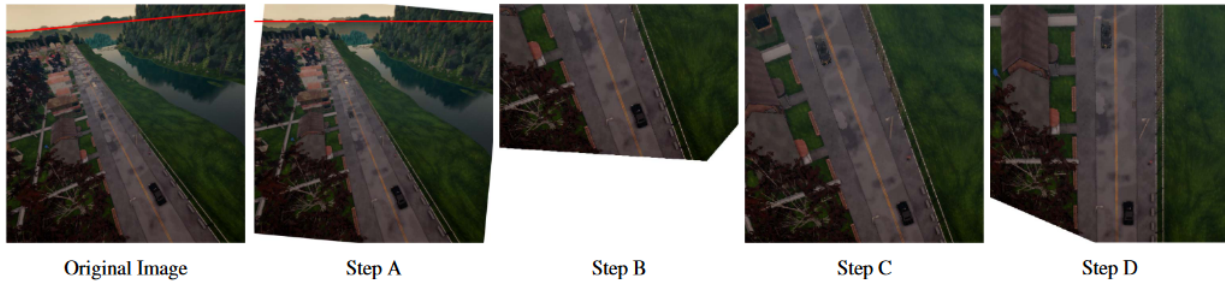 Original Image
Step A
Step B
Step C
Step D